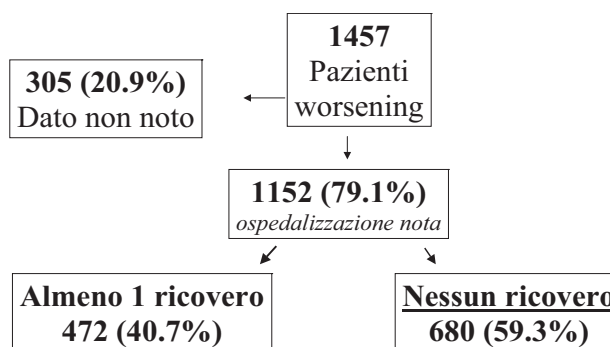 1457
Pazienti
worsening
305 (20.9%)
Dato non noto
1152 (79.1%)
ospedalizzazione nota
Almeno 1 ricovero
472 (40.7%)
Nessun ricovero
680 (59.3%)